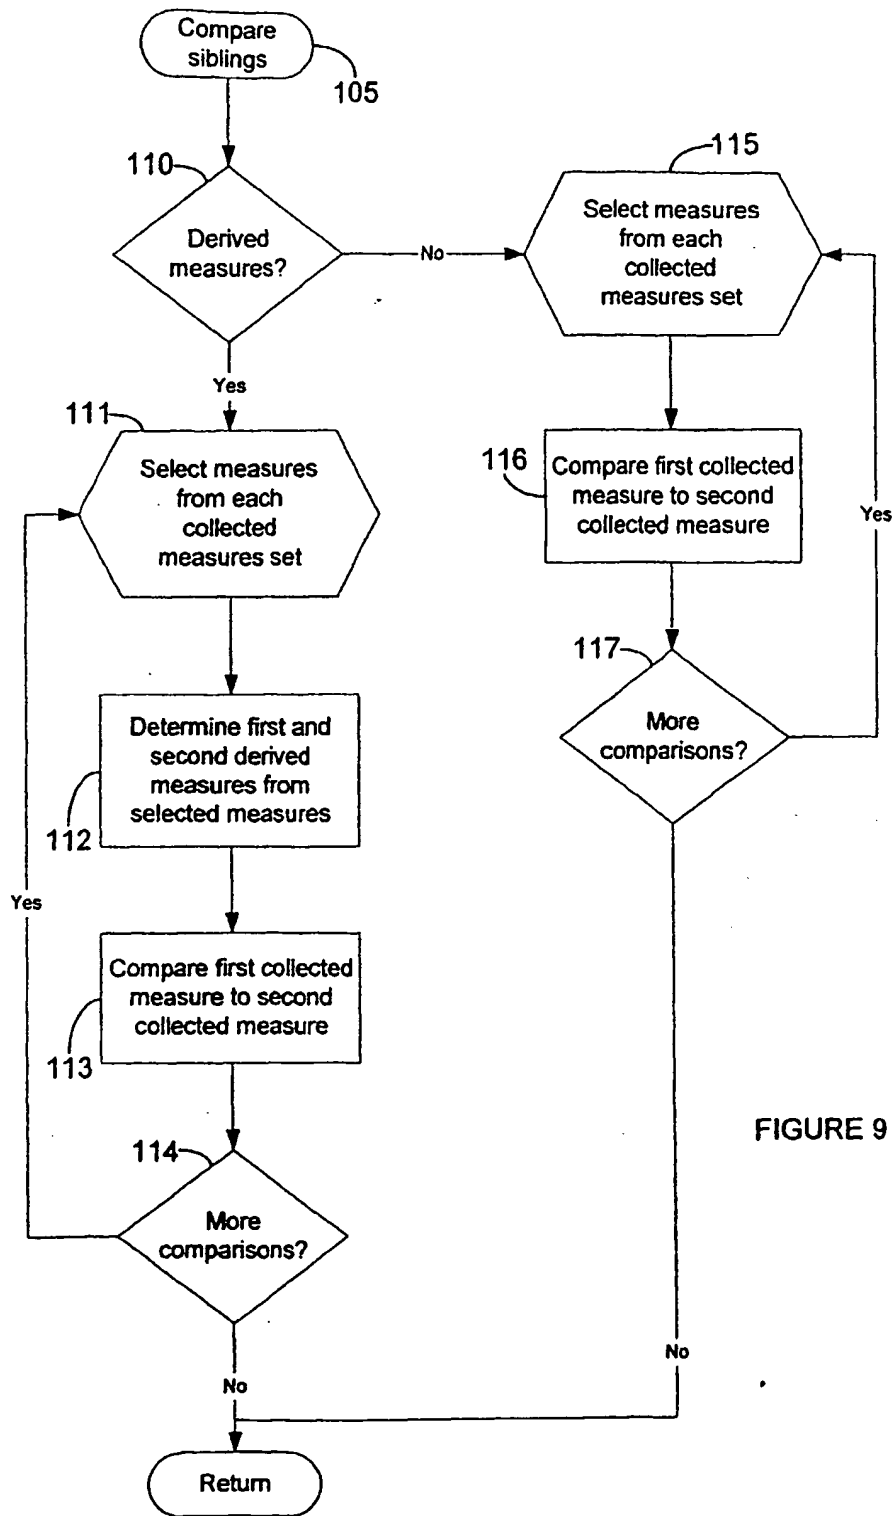 Compare
siblings
105
110
Derived
measures?
No
115
Select measures
from each
collected
measures set
Yes
111
Select measures
from each
collected
measures set
116
Compare first collected
measure to second
collected measure
Yes
117
More
comparisons?
Determine first and
second derived
measures from
selected measures
112
Yes
Compare first collected
measure to second
collected measure
113
FIGURE 9
114
More
comparisons?
No
No
Return